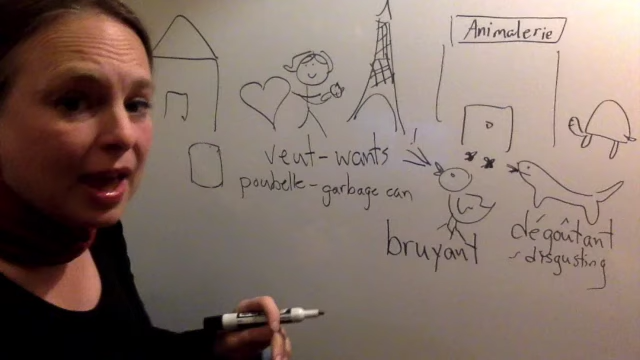 Animalerie
veut-wants
poubelle-garbage can
bruyant
dégoûtant
-disgusting